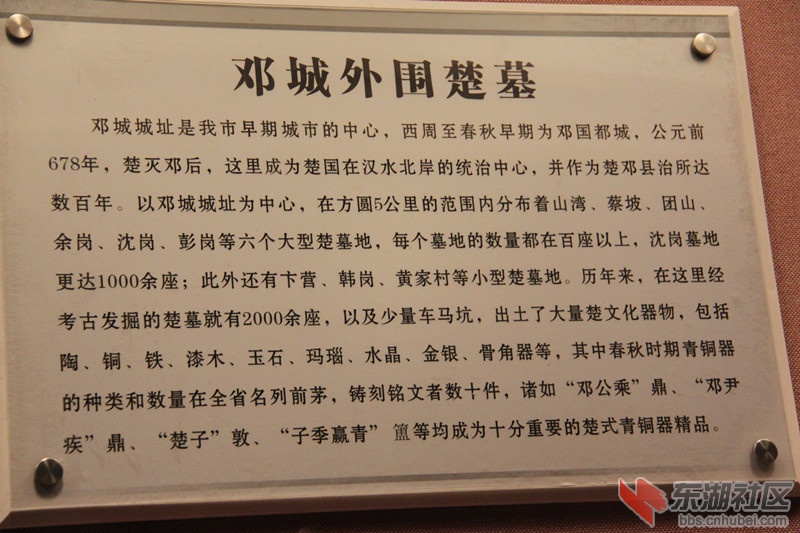 邓城外围楚墓
邓城城址是我市早期城市的中心，西周至春秋早期为邓国都城，公元前
678年，楚灭邓后，这里成为楚国在汉水北岸的统治中心，并作为楚邓县治所达
数百年。以邓城城址为中心，在方圆5公里的范围内分布着山湾、蔡坡、团山、
余岗、沈岗、彭岗等六个大型楚墓地，每个墓地的数量都在百座以上，沈岗墓地
更达1000余座；此外还有卞营、韩岗、黄家村等小型楚墓地。历年来，在这里经
考古发掘的楚墓就有2000余座，以及少量车马坑，出土了大量楚文化器物，包括
陶、铜、铁、漆木、玉石、玛瑙、水晶、金银、骨角器等，其中春秋时期青铜器
的种类和数量在全省名列前茅，铸刻铭文者数十件，诸如“邓公乘”鼎、“邓尹
疾”鼎、“楚子”敦、“子季赢青”簠等均成为十分重要的楚式青铜器精品。
东湖社区
bbs.cnhubei.com